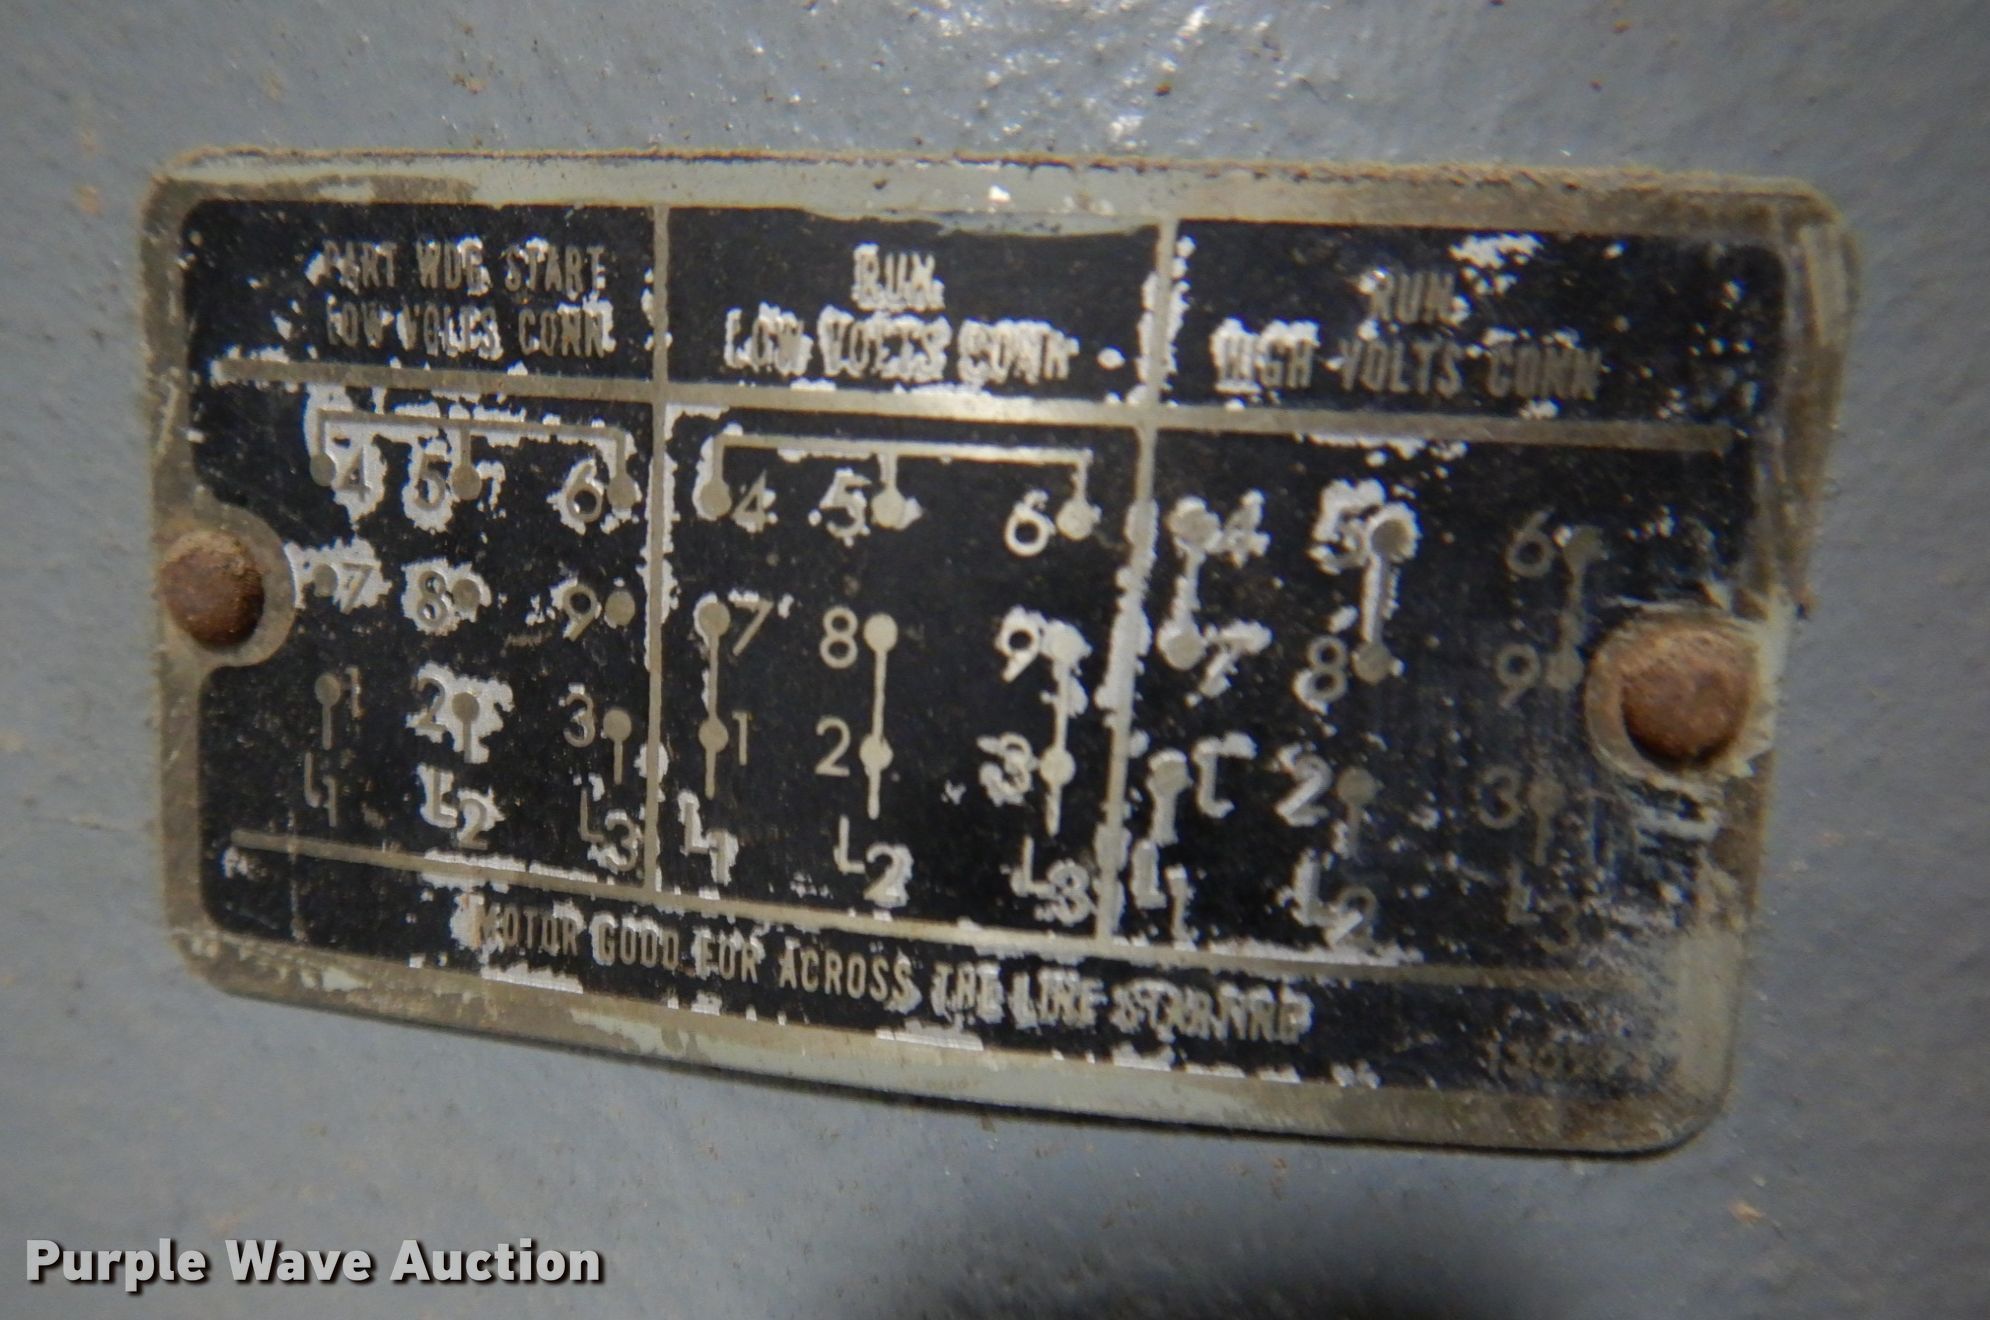 PART WDG START
LOW VOLTS CONN.
4 5 6
7 8 9
1 2 3
L1 L2 L3
RUN
LOW VOLTS CONN
4 5 6
7 8 9
1 2 3
L1 L2 L3
RUN
HIGH VOLTS CONN
4 5 6
7 8 9
1 2 3
L1 L2 L3
MOTOR GOOD FOR ACROSS THE LINE STARTING
Purple Wave Auction